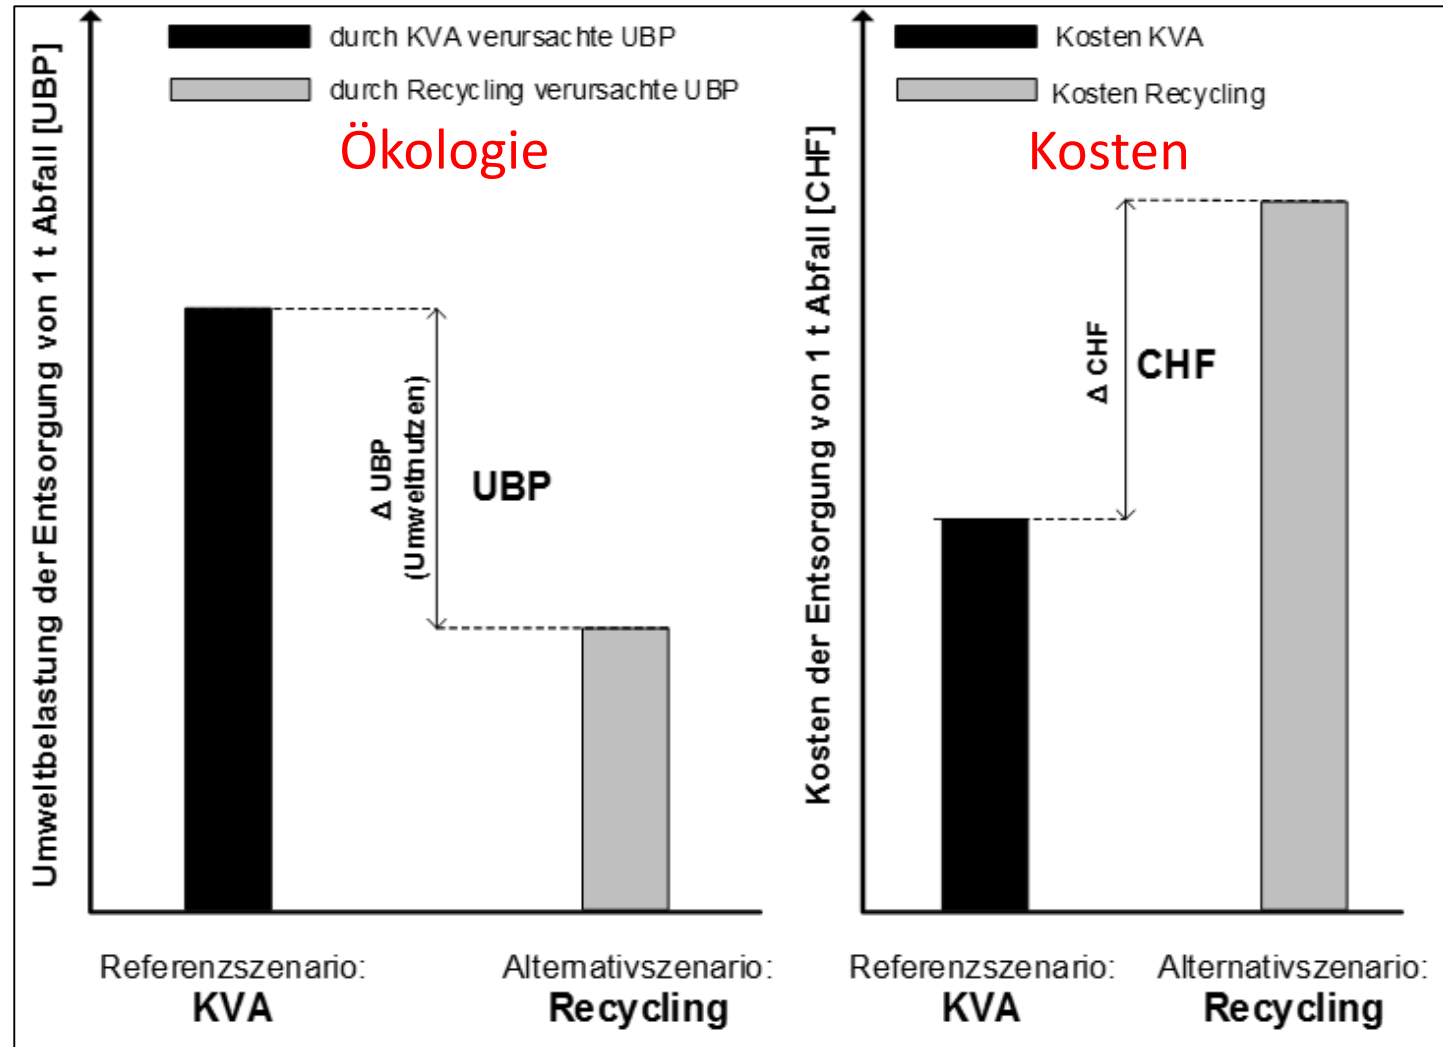 Umweltbelastung der Entsorgung von 1 t Abfall [UBP]
durch KVA verursachte UBP
durch Recycling verursachte UBP
Ökologie
Δ UBP
(Umweltnutzen)
UBP
Referenzszenario:
KVA
Alternativszenario:
Recycling
Kosten der Entsorgung von 1 t Abfall [CHF]
Kosten KVA
Kosten Recycling
Kosten
Δ CHF
CHF
Referenzszenario:
KVA
Alternativszenario:
Recycling